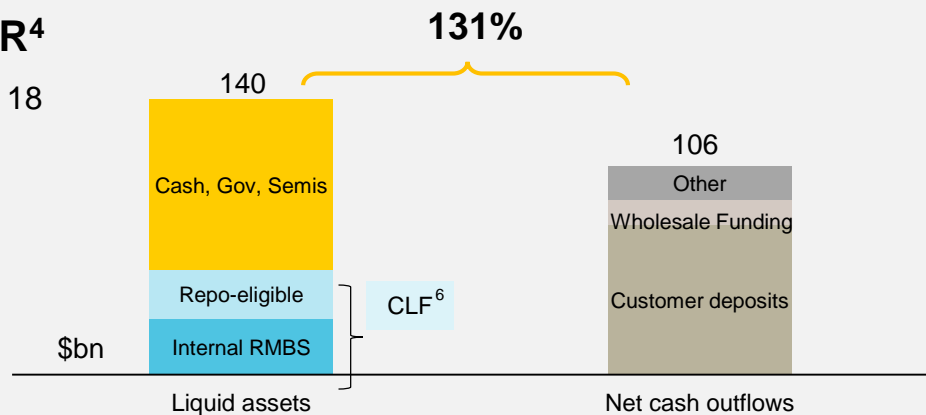 R⁴
131%
18
140
106
Cash, Gov, Semis
Other
Wholesale Funding
Repo-eligible
CLF⁶
Customer deposits
$bn
Internal RMBS
Liquid assets
Net cash outflows